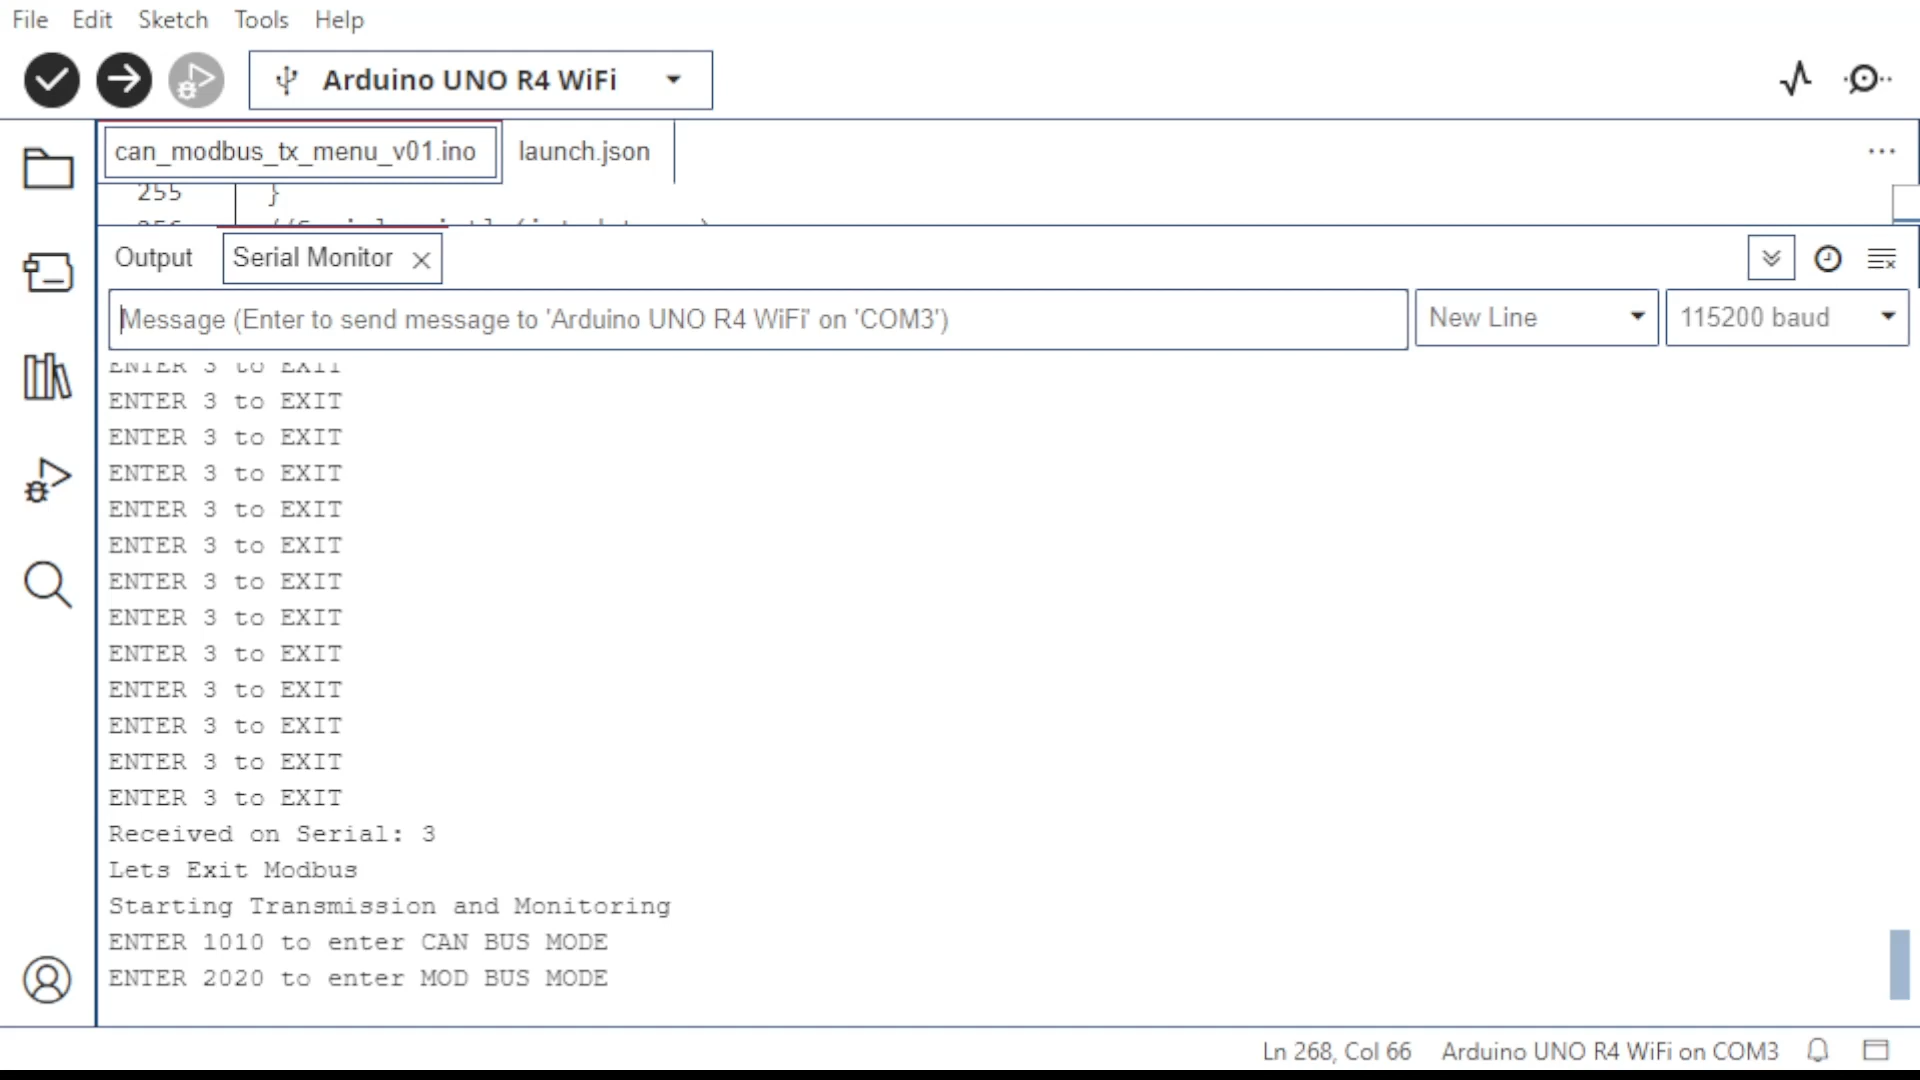 File Edit Sketch Tools Help
Arduino UNO R4 WiFi
can_modbus_tx_menu_v01.ino launch.json
255 }
Output Serial Monitor
Message (Enter to send message to 'Arduino UNO R4 WiFi' on 'COM3') New Line 115200 baud
ENTER 3 to EXIT
ENTER 3 to EXIT
ENTER 3 to EXIT
ENTER 3 to EXIT
ENTER 3 to EXIT
ENTER 3 to EXIT
ENTER 3 to EXIT
ENTER 3 to EXIT
ENTER 3 to EXIT
ENTER 3 to EXIT
ENTER 3 to EXIT
ENTER 3 to EXIT
ENTER 3 to EXIT
Received on Serial: 3
Lets Exit Modbus
Starting Transmission and Monitoring
ENTER 1010 to enter CAN BUS MODE
ENTER 2020 to enter MOD BUS MODE
Ln 268, Col 66 Arduino UNO R4 WiFi on COM3